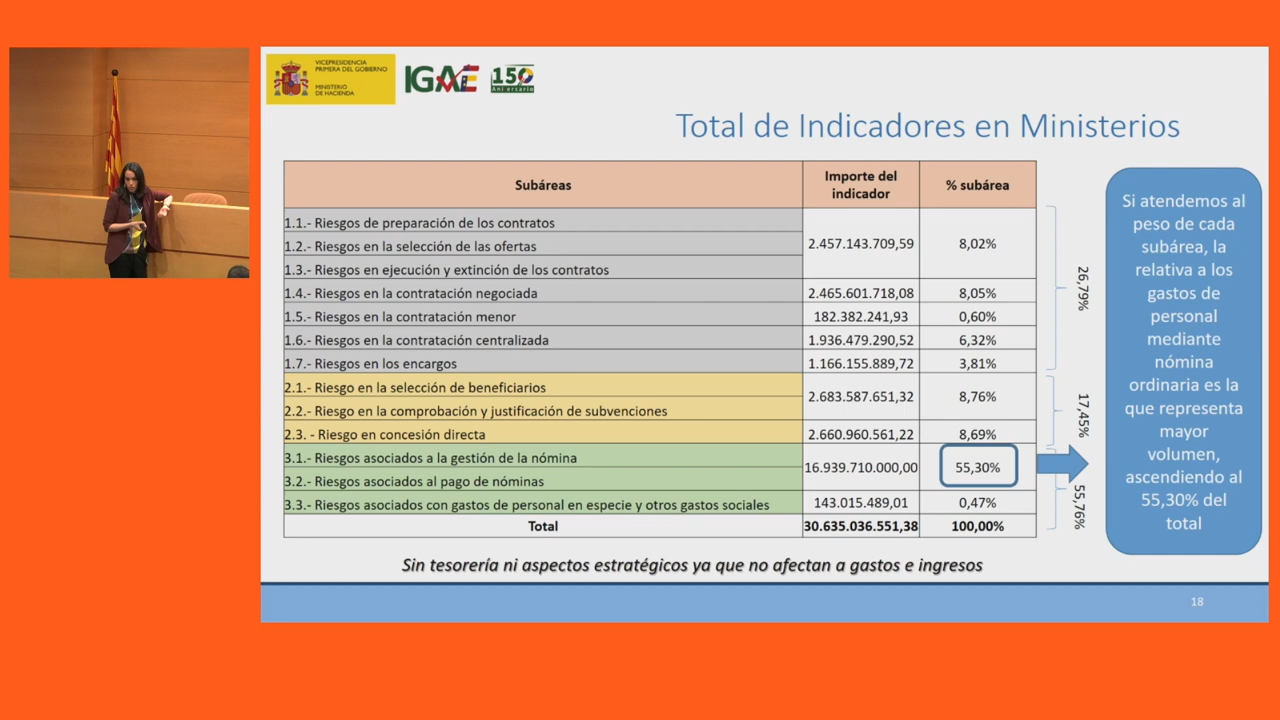 VICEPRESIDENCIA
PRIMERA DEL GOBIERNO
MINISTERIO
DE HACIENDA
IGAE
150
Aniversario
Total de Indicadores en Ministerios
Subáreas
Importe del
indicador
% subárea
1.1.- Riesgos de preparación de los contratos
1.2.- Riesgos en la selección de las ofertas
1.3.- Riesgos en ejecución y extinción de los contratos
2.457.143.709,59
8,02%
1.4.- Riesgos en la contratación negociada
2.465.601.718,08
8,05%
1.5.- Riesgos en la contratación menor
182.382.241,93
0,60%
1.6.- Riesgos en la contratación centralizada
1.936.479.290,52
6,32%
1.7.- Riesgos en los encargos
1.166.155.889,72
3,81%
2.1.- Riesgo en la selección de beneficiarios
2.2.- Riesgo en la comprobación y justificación de subvenciones
2.683.587.651,32
8,76%
2.3. - Riesgo en concesión directa
2.660.960.561,22
8,69%
3.1.- Riesgos asociados a la gestión de la nómina
3.2.- Riesgos asociados al pago de nóminas
16.939.710.000,00
55,30%
3.3.- Riesgos asociados con gastos de personal en especie y otros gastos sociales
143.015.489,01
0,47%
Total
30.635.036.551,38
100,00%
26,79%
17,45%
55,76%
Si atendemos al
peso de cada
subárea, la
relativa a los
gastos de
personal
mediante
nómina
ordinaria es la
que representa
mayor
volumen,
ascendiendo al
55,30% del
total
Sin tesorería ni aspectos estratégicos ya que no afectan a gastos e ingresos
18